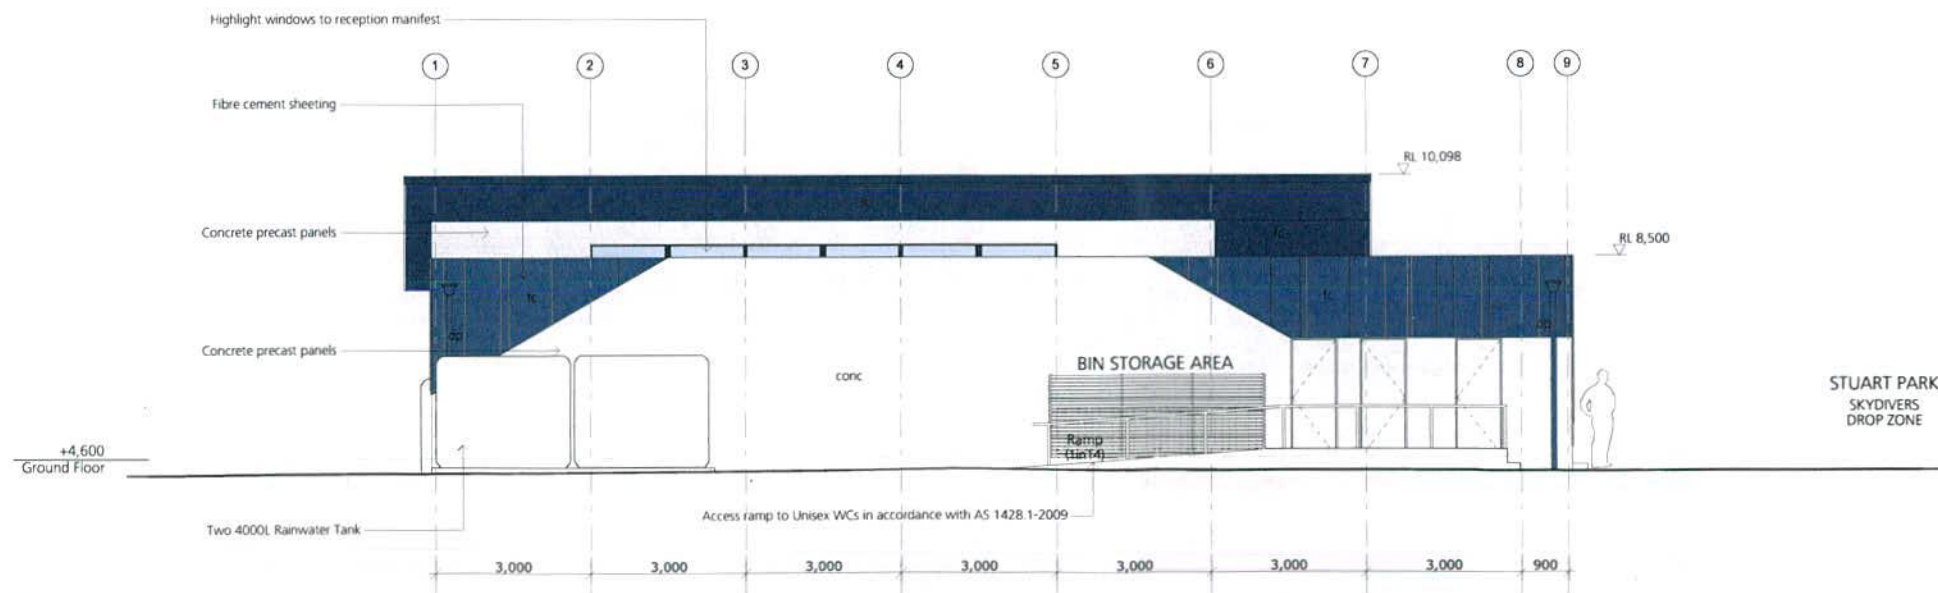 Highlight windows to reception manifest
1 2 3 4 5 6 7 8 9
Fibre cement sheeting
RL 10,098
Concrete precast panels
fc
RL 8,500
fc
fc
dp
dp
Concrete precast panels
BIN STORAGE AREA
conc
STUART PARK
SKYDIVERS
DROP ZONE
Ramp
(1in14)
+4,600
Ground Floor
Access ramp to Unisex WCs in accordance with AS 1428.1-2009
Two 4000L Rainwater Tank
3,000 3,000 3,000 3,000 3,000 3,000 3,000 900